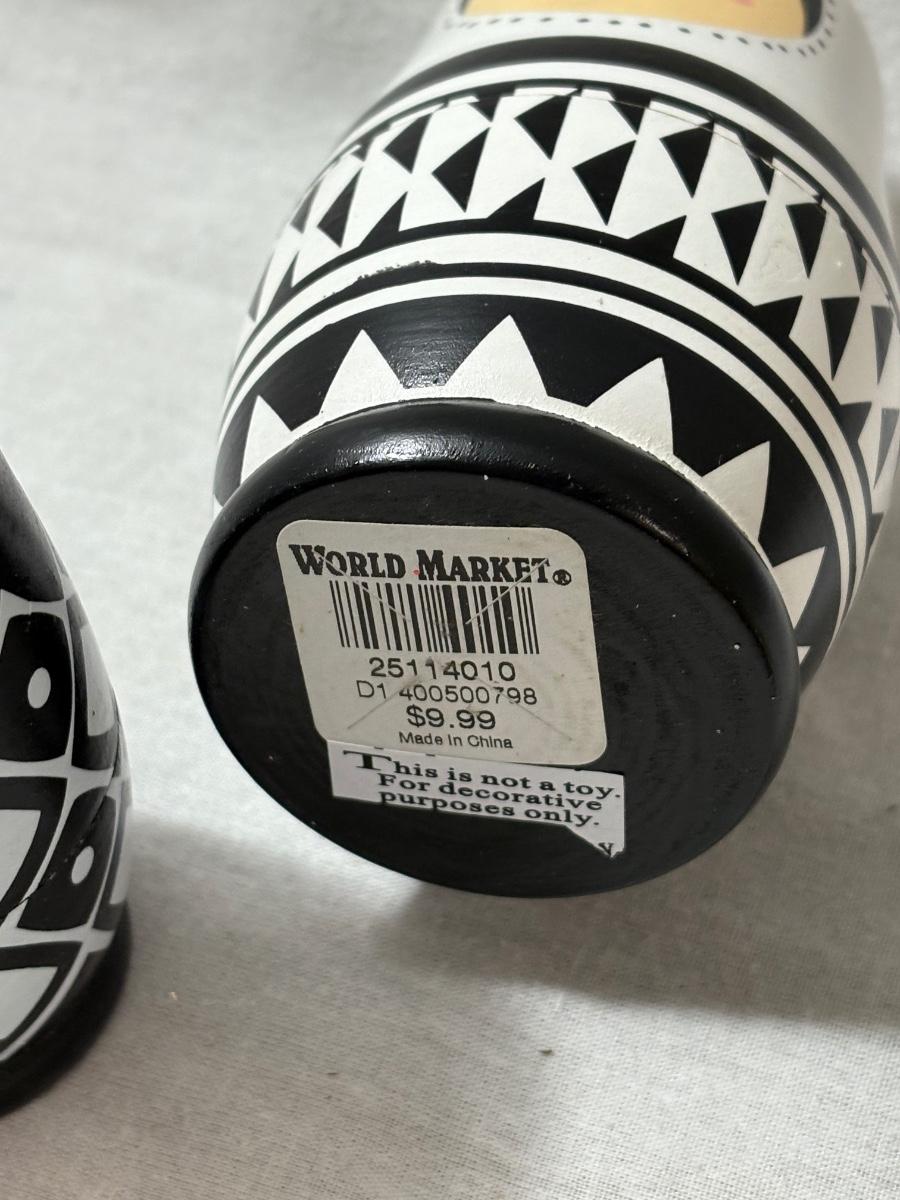 WORLD MARKET®
25114010
D1 400500798
$9.99
Made In China
This is not a toy.
For decorative
purposes only.